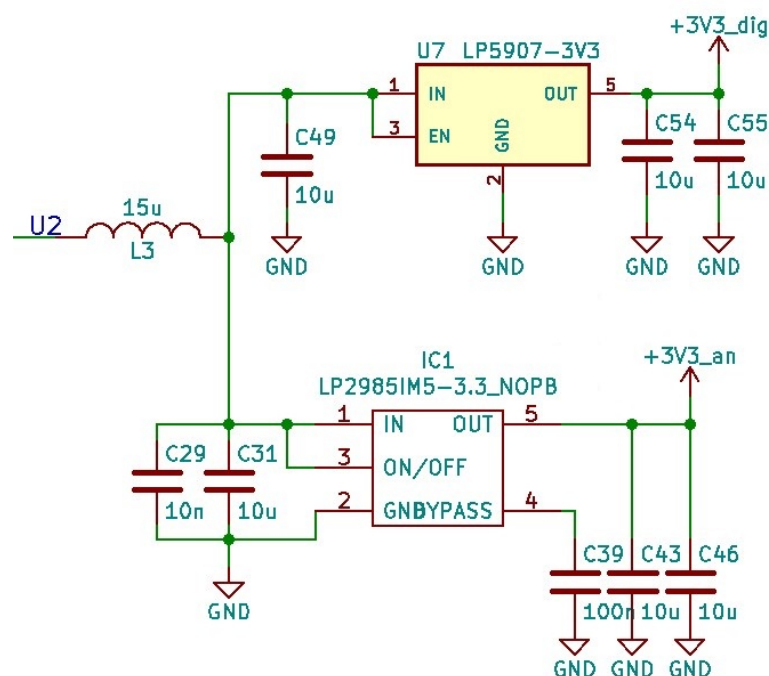 +3V3_dig
U7 LP5907-3V3
1 IN OUT 5
3 EN
GND
2
C49
10u
GND
GND
C54
10u
GND
C55
10u
GND
U2
15u
L3
+3V3_an
IC1
LP2985IM5-3.3_NOPB
1 IN OUT 5
3 ON/OFF
2 GND BYPASS 4
C29
10n
C31
10u
GND
C39
100n
GND
C43
10u
GND
C46
10u
GND